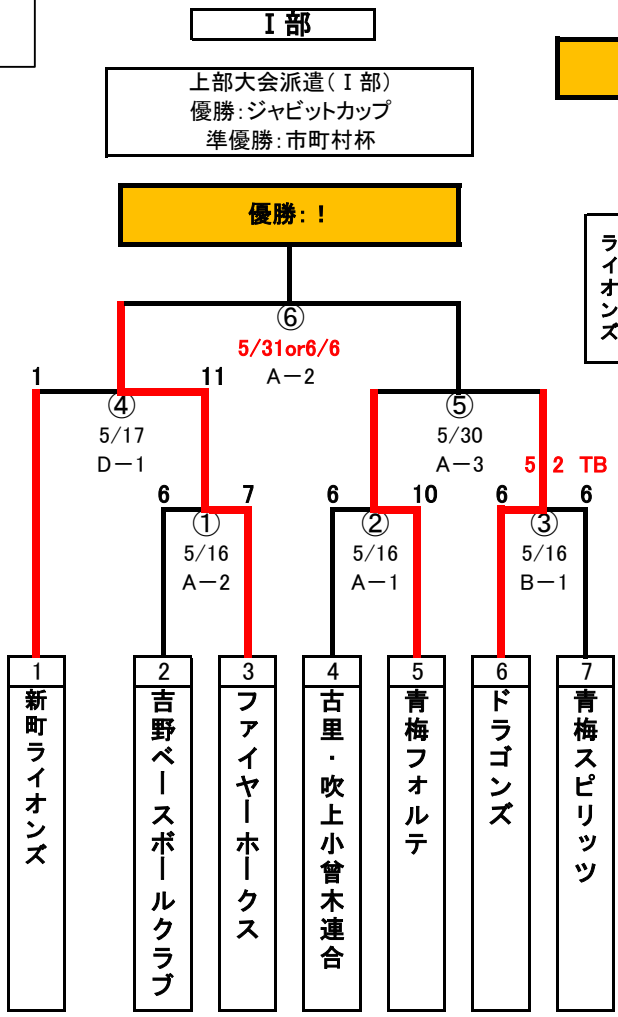 Ⅰ部
上部大会派遣(Ⅰ部)
優勝:ジャビットカップ
準優勝:市町村杯
優勝:!
ライオンズ
⑥
5/31or6/6
A-2
1 11
④
5/17
D-1
⑤
5/30
A-3
5 2 TB
6 7
①
5/16
A-2
6 10
②
5/16
A-1
6 6
③
5/16
B-1
1
新町ライオンズ
2
吉野ベースボールクラブ
3
ファイヤーホークス
4
古里・吹上小曾木連合
5
青梅フォルテ
6
ドラゴンズ
7
青梅スピリッツ